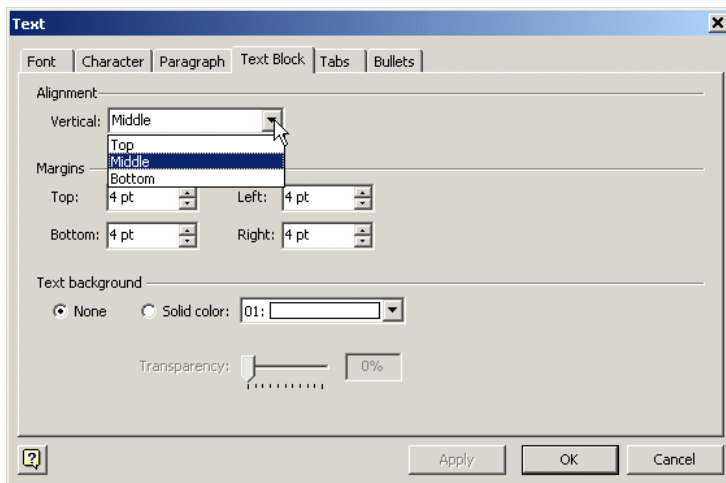 Text
Font Character Paragraph Text Block Tabs Bullets
Alignment
Vertical: Middle
Top
Middle
Bottom
Margins
Top: 4 pt Left: 4 pt
Bottom: 4 pt Right: 4 pt
Text background
None Solid color: 01:
Transparency: 0%
? Apply OK Cancel